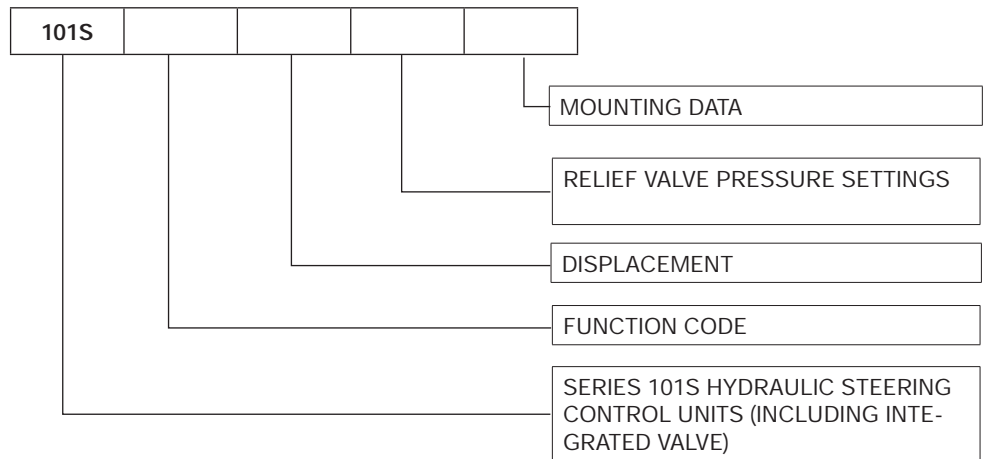 101S
MOUNTING DATA
RELIEF VALVE PRESSURE SETTINGS
DISPLACEMENT
FUNCTION CODE
SERIES 101S HYDRAULIC STEERING
CONTROL UNITS (INCLUDING INTE-
GRATED VALVE)